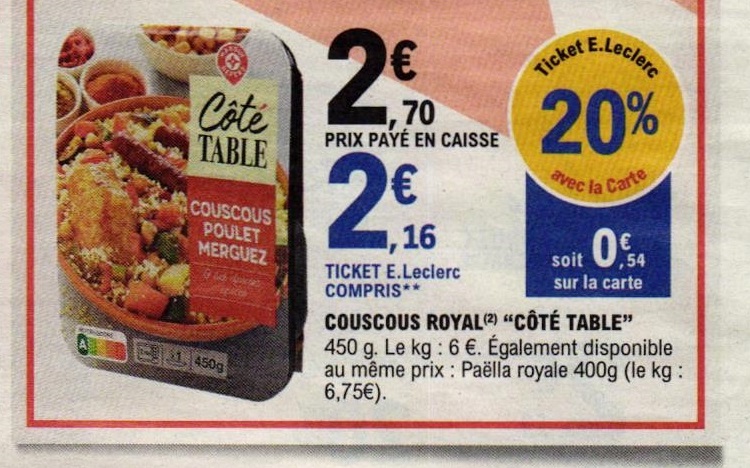 Côté
TABLE
COUSCOUS
POULET
MERGUEZ
A
x1
450g
2€,70
PRIX PAYÉ EN CAISSE
2€,16
TICKET E.Leclerc
COMPRIS**
Ticket E.Leclerc
20%
avec la Carte
soit 0€,54
sur la carte
COUSCOUS ROYAL(2) “CÔTÉ TABLE”
450 g. Le kg : 6 €. Également disponible
au même prix : Paëlla royale 400g (le kg :
6,75€).